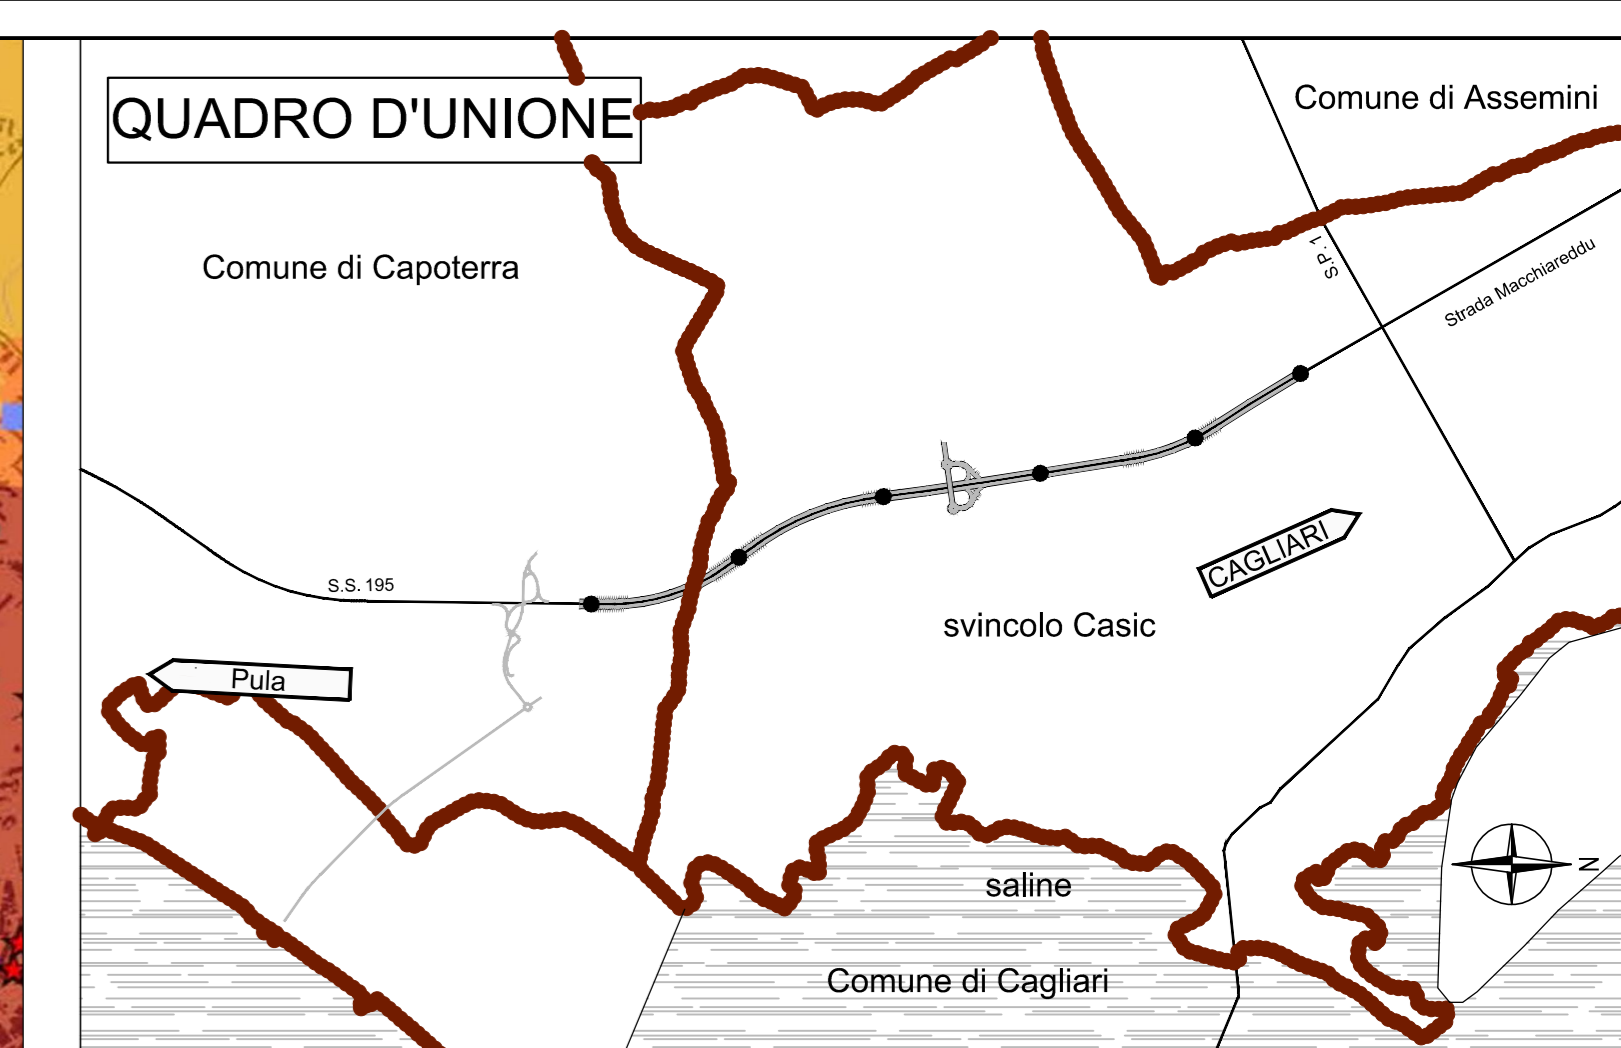 QUADRO D'UNIONE
Comune di Assemini
Comune di Capoterra
S.P. 1
Strada Macchiareddu
CAGLIARI
S.S. 195
svincolo Casic
Pula
saline
N
Comune di Cagliari